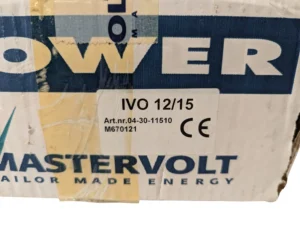 OWER
IVO 12/15
Art.nr.04-30-11510
M670121
CE
MASTERVOLT
AILOR MADE ENERGY